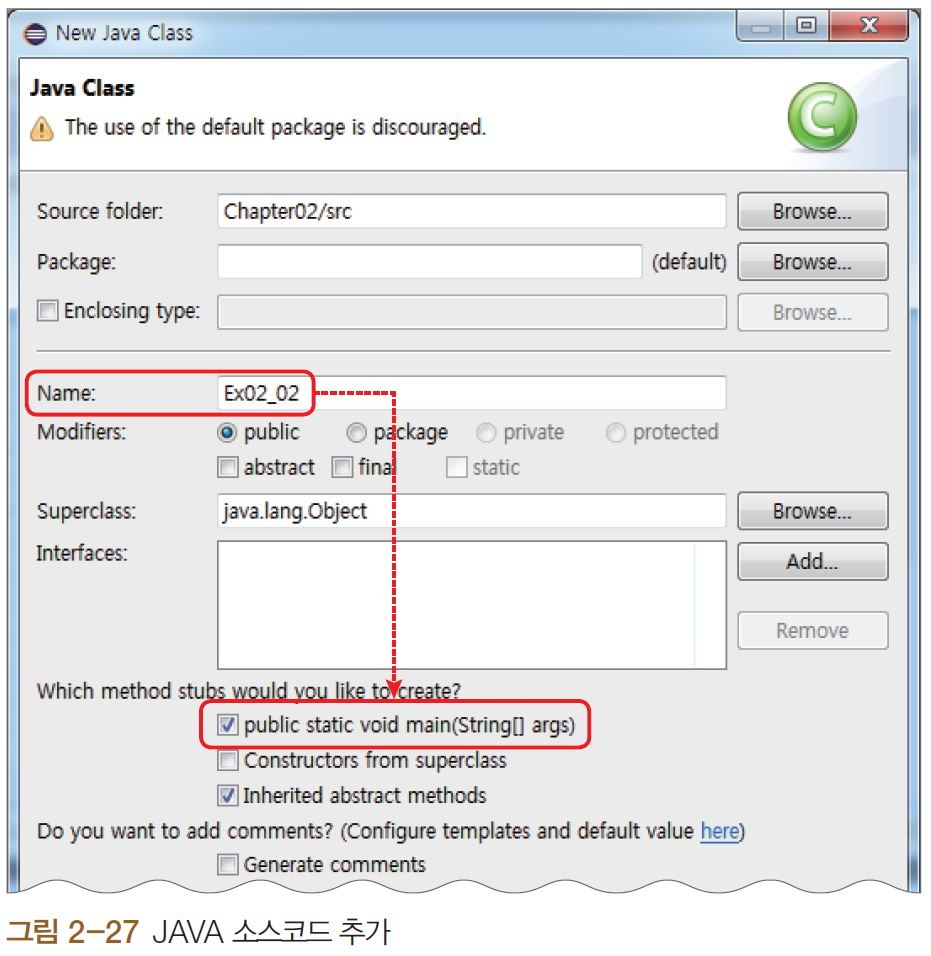 New Java Class
Java Class
The use of the default package is discouraged.
Source folder: Chapter02/src Browse...
Package: (default) Browse...
Enclosing type: Browse...
Name: Ex02_02
Modifiers: public package private protected
abstract final static
Superclass: java.lang.Object Browse...
Interfaces: Add...
Remove
Which method stubs would you like to create?
public static void main(String[] args)
Constructors from superclass
Inherited abstract methods
Do you want to add comments? (Configure templates and default value here)
Generate comments
그림 2-27 JAVA 소스코드 추가